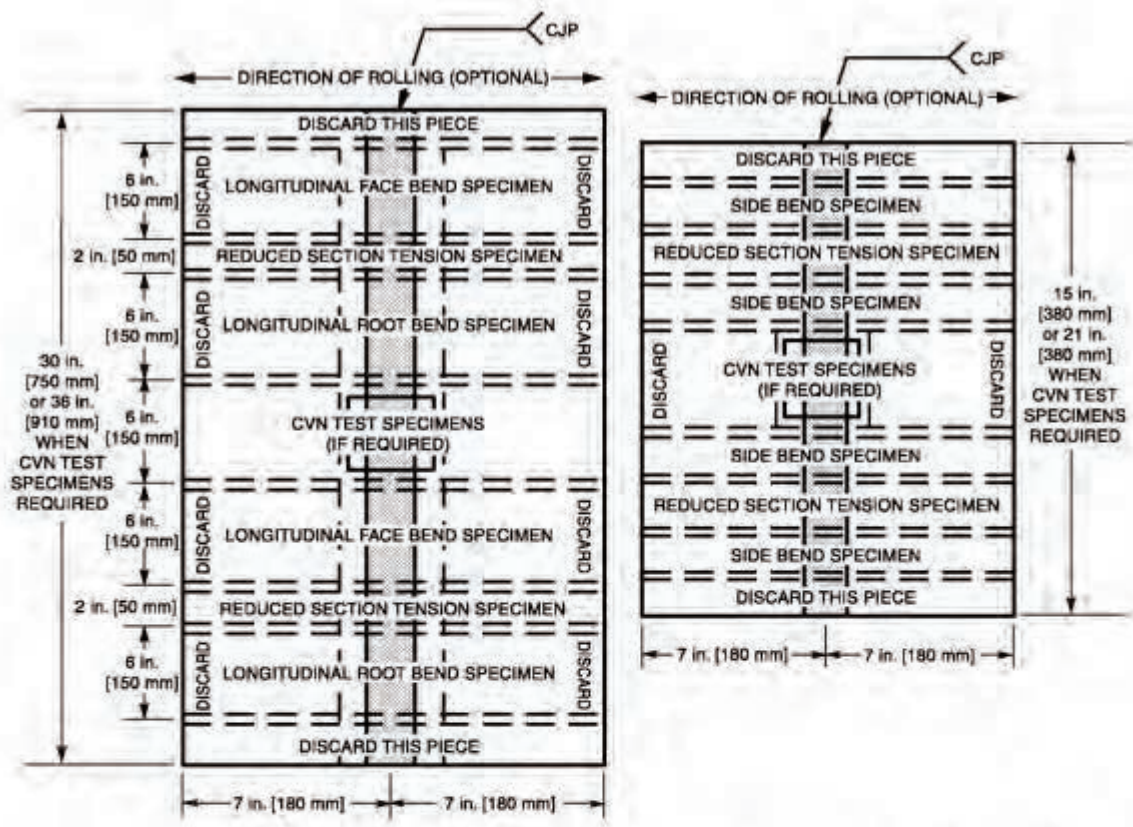 CJP
DIRECTION OF ROLLING (OPTIONAL)
DISCARD THIS PIECE
6 in.
[150 mm]
DISCARD
LONGITUDINAL FACE BEND SPECIMEN
DISCARD
2 in. [50 mm]
REDUCED SECTION TENSION SPECIMEN
6 in.
[150 mm]
DISCARD
LONGITUDINAL ROOT BEND SPECIMEN
DISCARD
30 in.
[750 mm]
or 36 in.
[910 mm]
WHEN
CVN TEST
SPECIMENS
REQUIRED
6 in.
[150 mm]
CVN TEST SPECIMENS
(IF REQUIRED)
6 in.
[150 mm]
DISCARD
LONGITUDINAL FACE BEND SPECIMEN
DISCARD
2 in. [50 mm]
REDUCED SECTION TENSION SPECIMEN
6 in.
[150 mm]
DISCARD
LONGITUDINAL ROOT BEND SPECIMEN
DISCARD
DISCARD THIS PIECE
7 in. [180 mm]
7 in. [180 mm]
CJP
DIRECTION OF ROLLING (OPTIONAL)
DISCARD THIS PIECE
SIDE BEND SPECIMEN
REDUCED SECTION TENSION SPECIMEN
SIDE BEND SPECIMEN
DISCARD
CVN TEST SPECIMENS
(IF REQUIRED)
DISCARD
15 in.
[380 mm]
or 21 in.
[380 mm]
WHEN
CVN TEST
SPECIMENS
REQUIRED
SIDE BEND SPECIMEN
REDUCED SECTION TENSION SPECIMEN
SIDE BEND SPECIMEN
DISCARD THIS PIECE
7 in. [180 mm]
7 in. [180 mm]